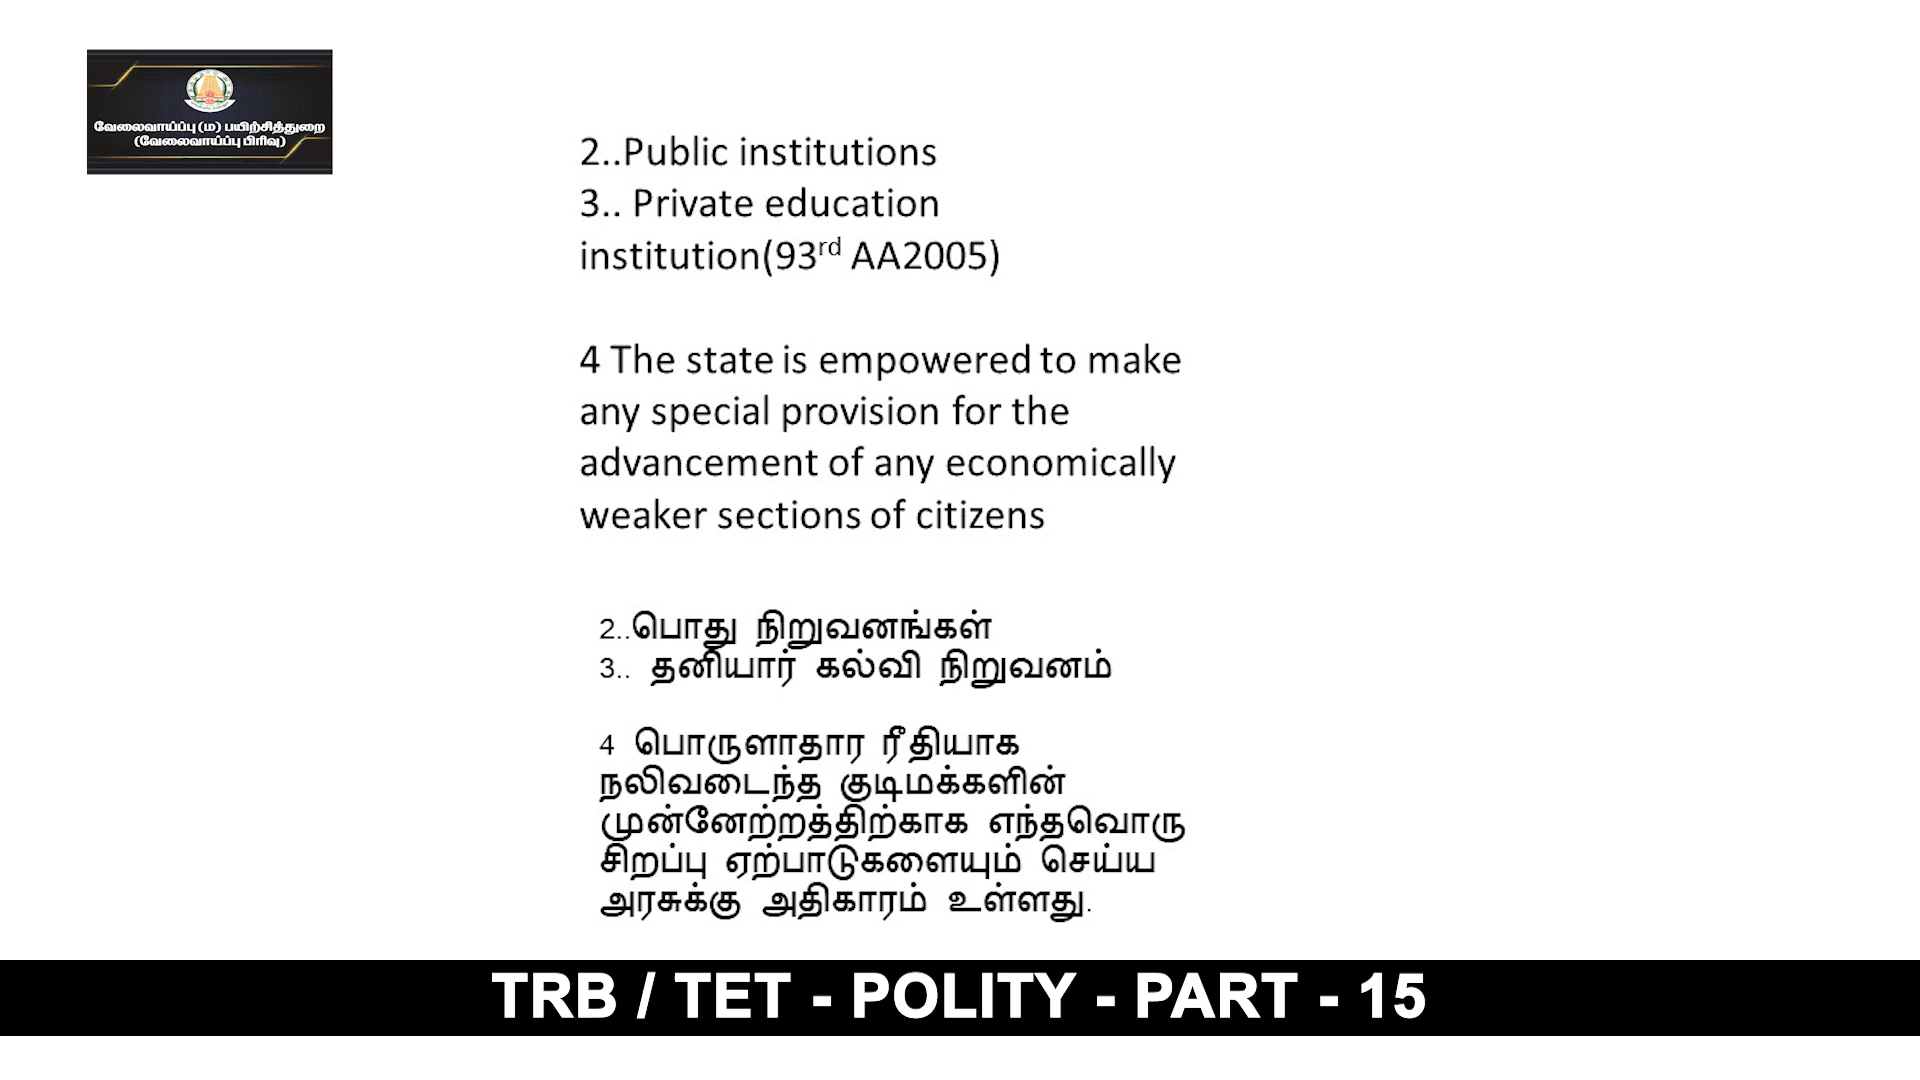 வேலைவாய்ப்பு (ம) பயிற்சித்துறை
(வேலைவாய்ப்பு பிரிவு)
2..Public institutions
3.. Private education
institution(93rd AA2005)
4 The state is empowered to make
any special provision for the
advancement of any economically
weaker sections of citizens
2..பொது நிறுவனங்கள்
3.. தனியார் கல்வி நிறுவனம்
4 பொருளாதார ரீதியாக
நலிவடைந்த குடிமக்களின்
முன்னேற்றத்திற்காக எந்தவொரு
சிறப்பு ஏற்பாடுகளையும் செய்ய
அரசுக்கு அதிகாரம் உள்ளது.
TRB / TET - POLITY - PART - 15